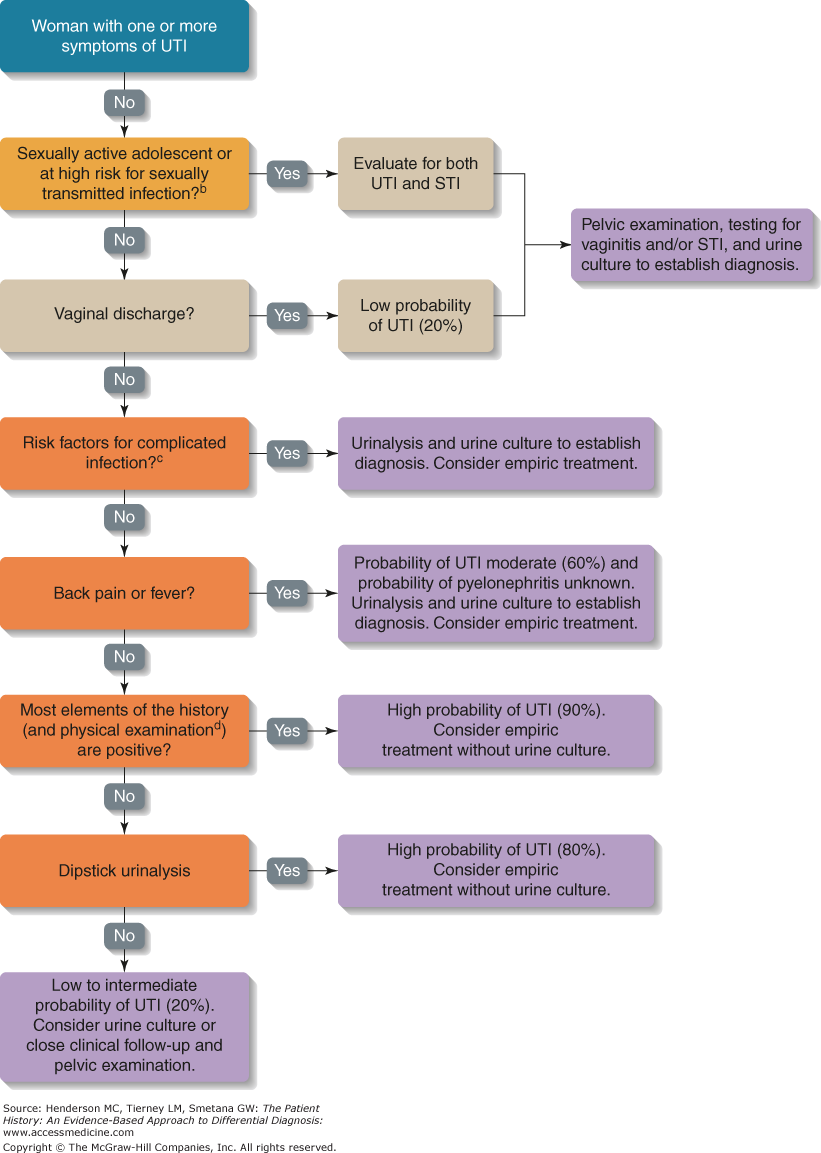 Woman with one or more
symptoms of UTI
No
Sexually active adolescent or
at high risk for sexually
transmitted infection?b
Yes
Evaluate for both
UTI and STI
Pelvic examination, testing for
vaginitis and/or STI, and urine
culture to establish diagnosis.
No
Vaginal discharge?
Yes
Low probability
of UTI (20%)
No
Risk factors for complicated
infection?c
Yes
Urinalysis and urine culture to establish
diagnosis. Consider empiric treatment.
No
Back pain or fever?
Yes
Probability of UTI moderate (60%) and
probability of pyelonephritis unknown.
Urinalysis and urine culture to establish
diagnosis. Consider empiric treatment.
No
Most elements of the history
(and physical examinationd)
are positive?
Yes
High probability of UTI (90%).
Consider empiric
treatment without urine culture.
No
Dipstick urinalysis
Yes
High probability of UTI (80%).
Consider empiric
treatment without urine culture.
No
Low to intermediate
probability of UTI (20%).
Consider urine culture or
close clinical follow-up and
pelvic examination.
Source: Henderson MC, Tierney LM, Smetana GW: The Patient
History: An Evidence-Based Approach to Differential Diagnosis:
www.accessmedicine.com
Copyright © The McGraw-Hill Companies, Inc. All rights reserved.